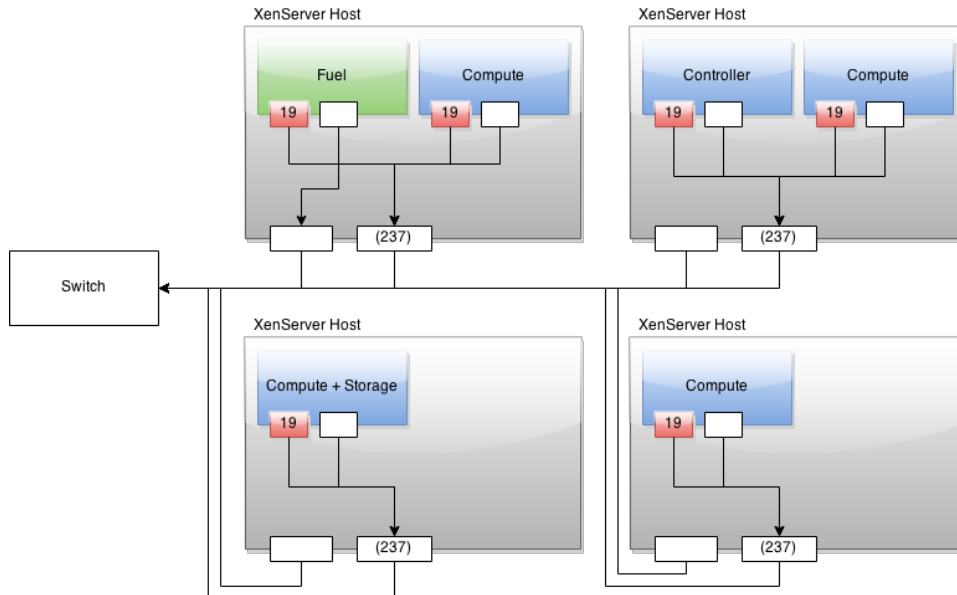 XenServer Host
XenServer Host
Fuel
Compute
Controller
Compute
19
19
19
19
(237)
(237)
Switch
XenServer Host
XenServer Host
Compute + Storage
Compute
19
19
(237)
(237)